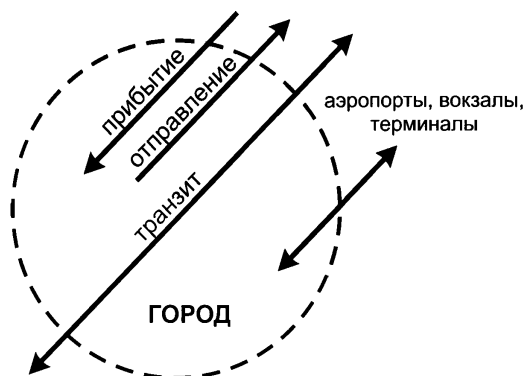 прибытие
отправление
транзит
аэропорты, вокзалы,
терминалы
ГОРОД